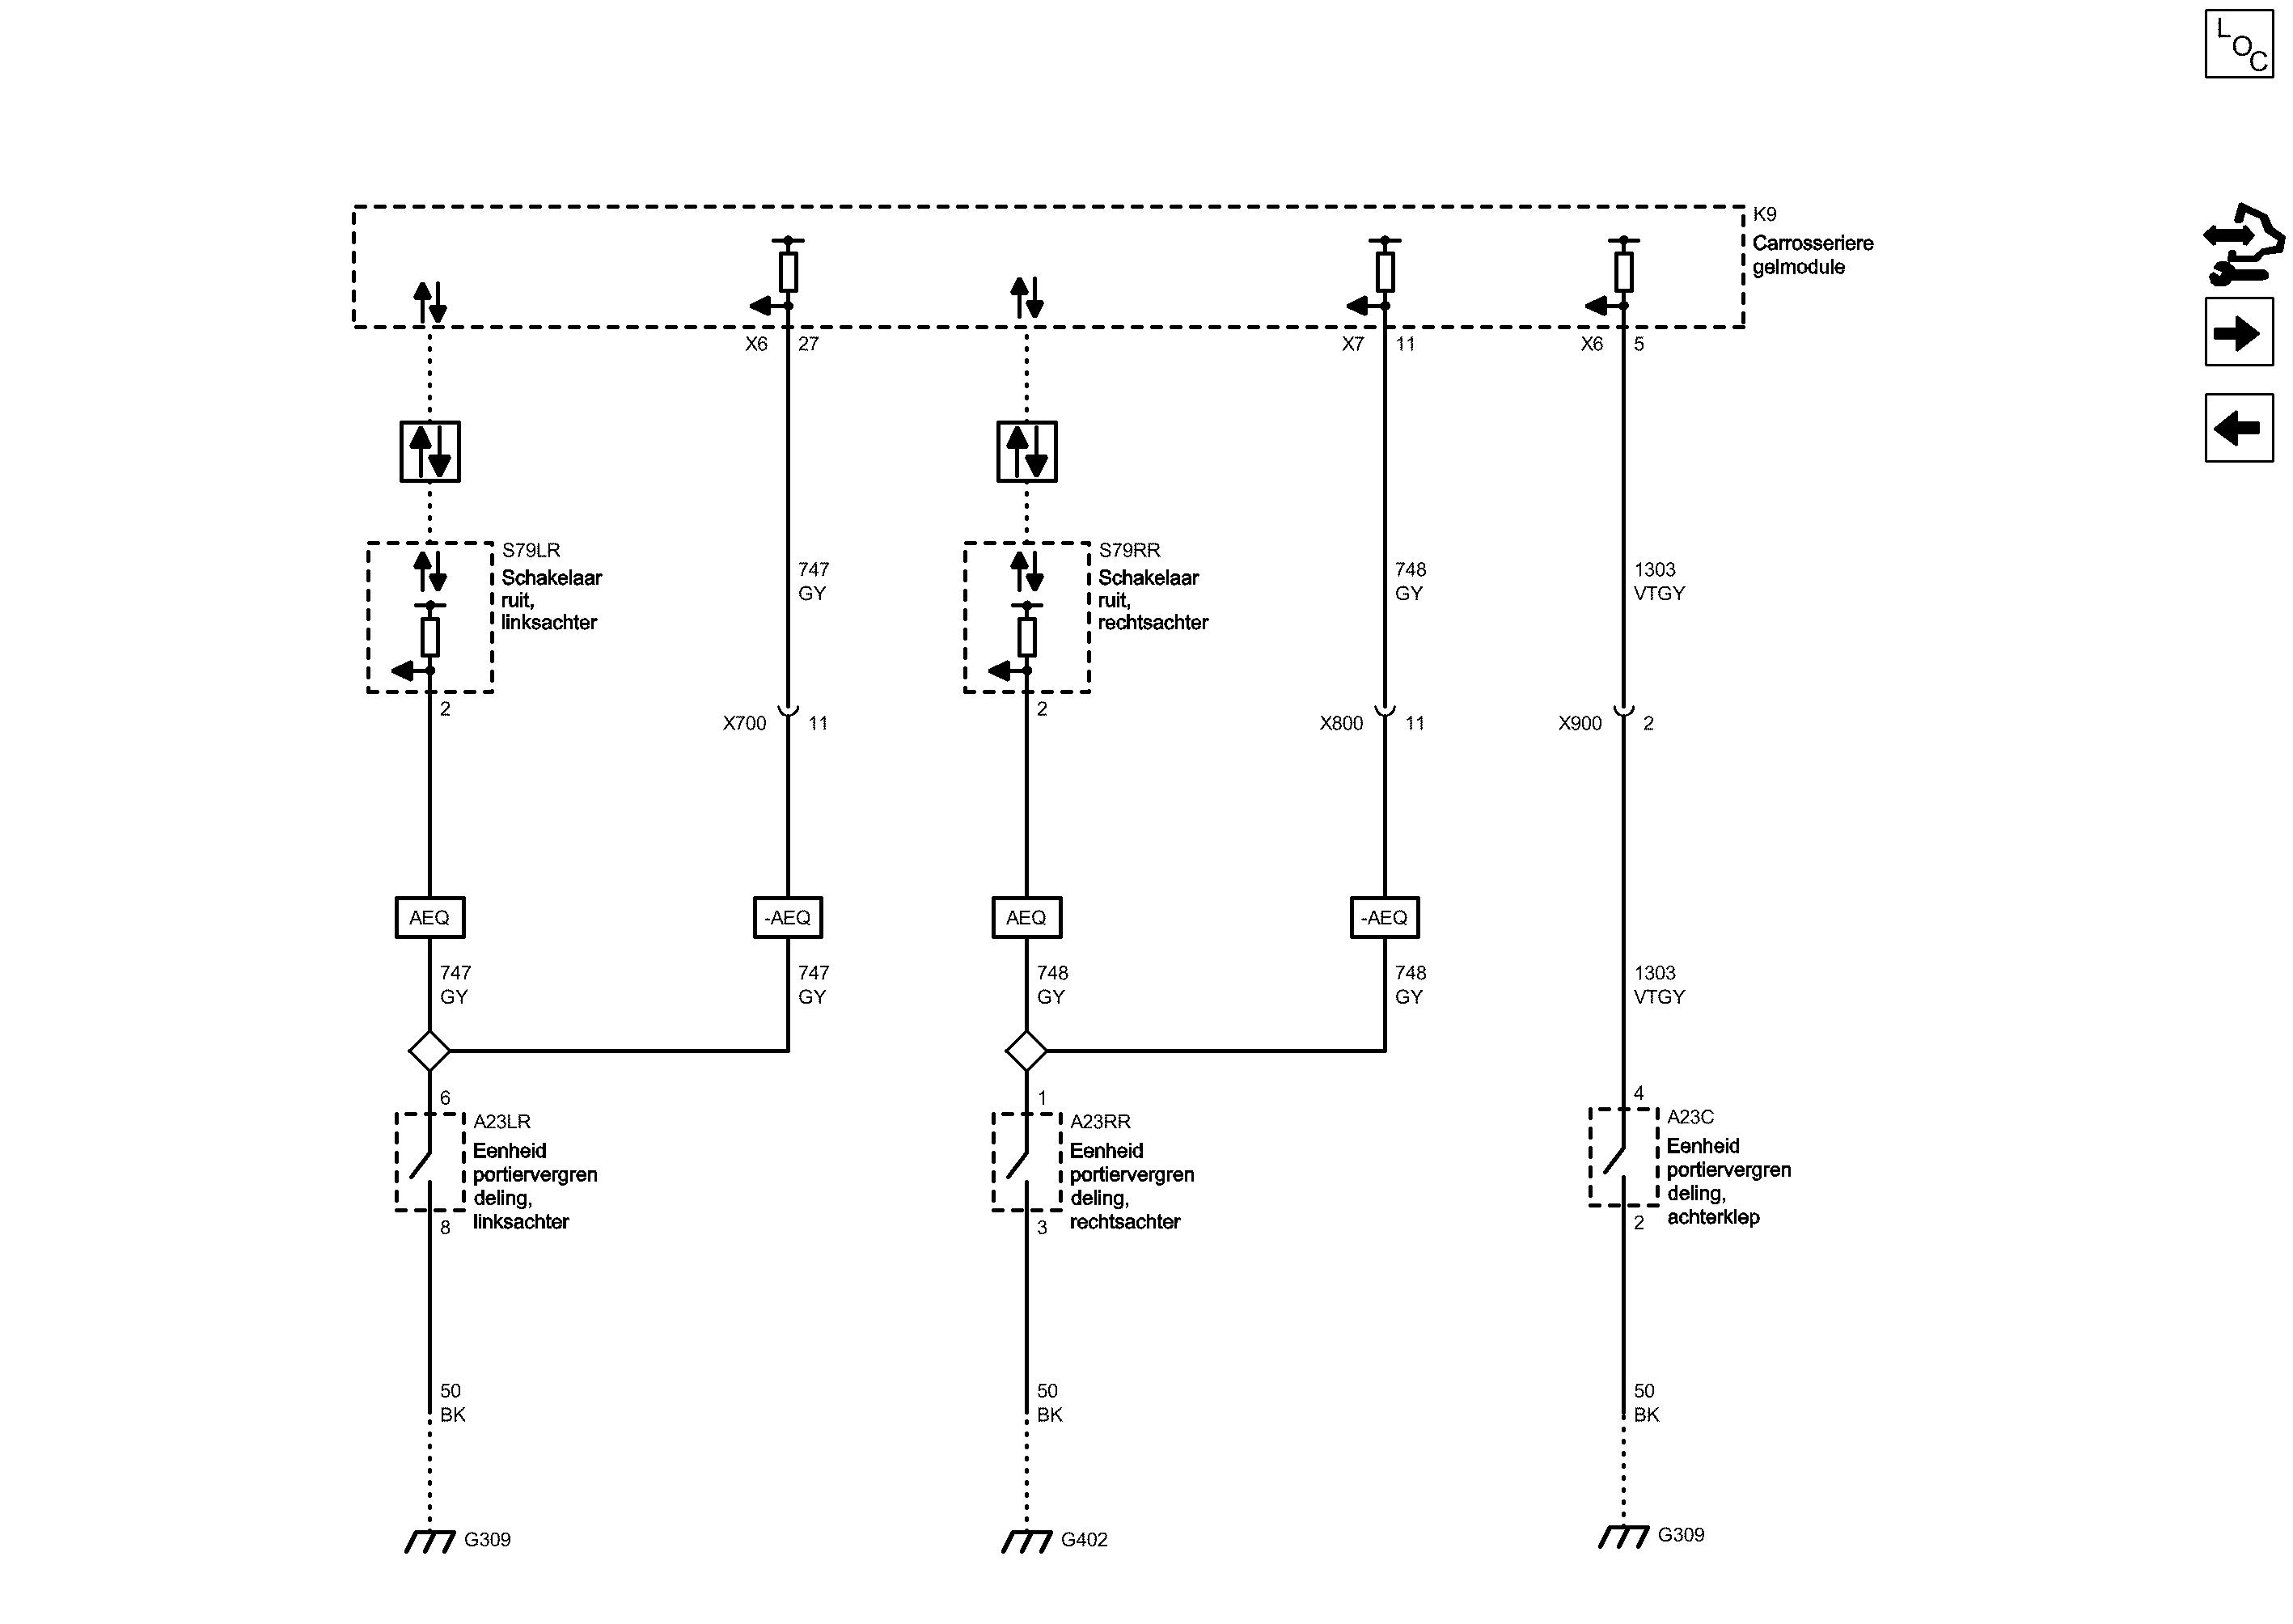 LOC
K9
Carrosseriere
gelmodule
X6 27
X7 11
X6 5
S79LR
Schakelaar
ruit,
linksachter
2
747
GY
S79RR
Schakelaar
ruit,
rechtsachter
2
748
GY
1303
VTGY
X700 11
X800 11
X900 2
AEQ
-AEQ
AEQ
-AEQ
747
GY
747
GY
748
GY
748
GY
1303
VTGY
6
A23LR
Eenheid
portiervergren
deling,
linksachter
8
1
A23RR
Eenheid
portiervergren
deling,
rechtsachter
3
4
A23C
Eenheid
portiervergren
deling,
achterklep
2
50
BK
50
BK
50
BK
G309
G402
G309